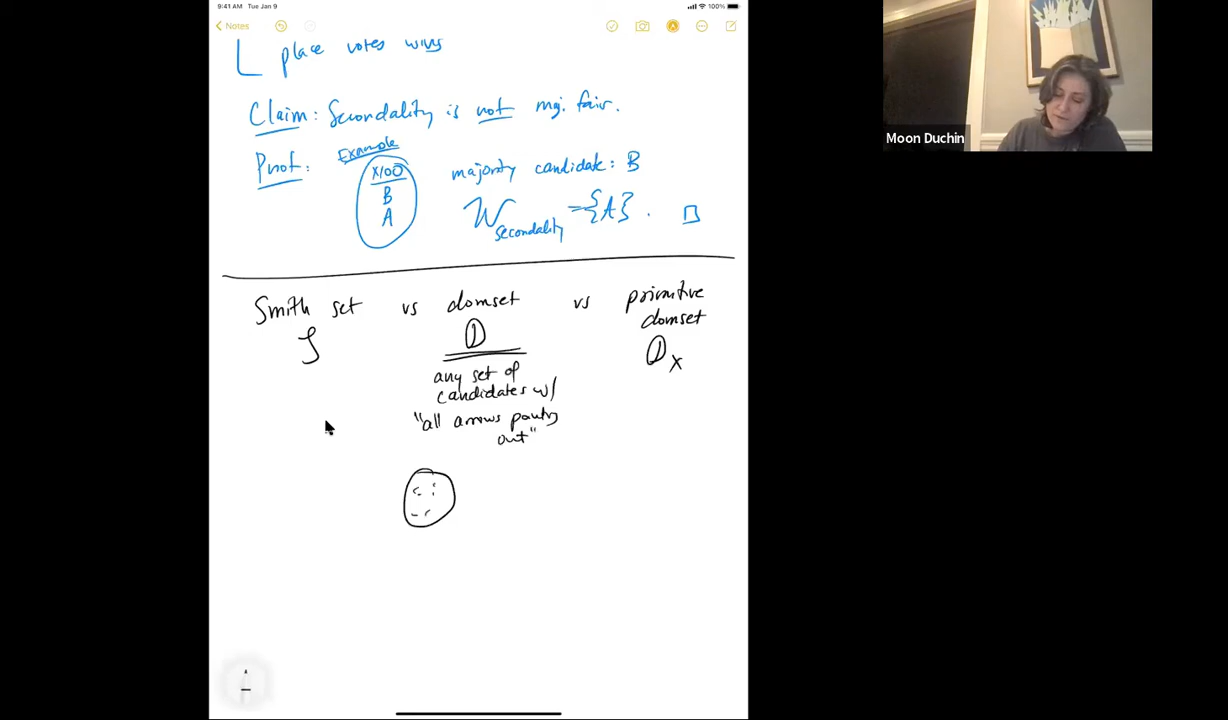 9:41 AM Tue Jan 9
100%
Notes
place votes wins
Claim: Secondality is not maj. fair.
Proof: Example
x100
B
A
majority candidate: B
W secondality = {A}.
Smith set vs domset vs primitive domset
S
D
D x
any set of
candidates w/
"all arrows pointing
out"
Moon Duchin